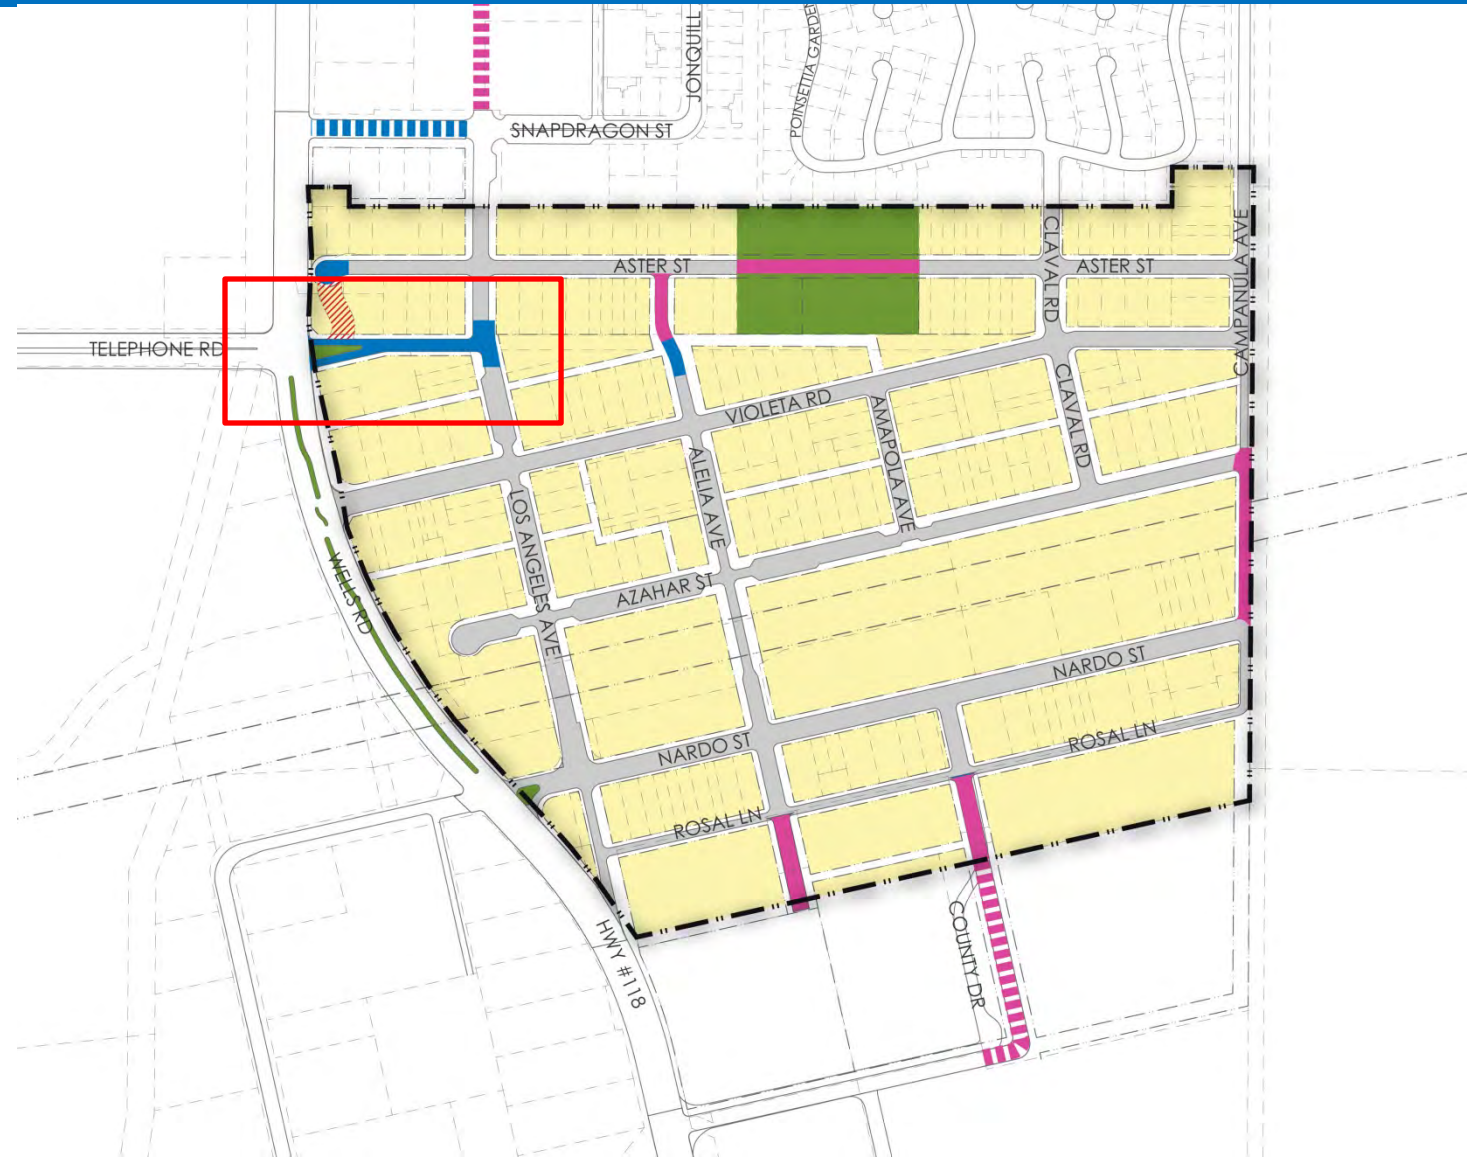 JONQUILL
POINSETTIA GARDEN
SNAPDRAGON ST
ASTER ST
CLAVAL RD
ASTER ST
CAMPANULA AVE
TELEPHONE RD
VIOLETA RD
CLAVAL RD
AMAPOLA AVE
ALELIA AVE
LOS ANGELES AVE
WELLS RD
AZAHAR ST
NARDO ST
NARDO ST
ROSAL LN
ROSAL LN
COUNTY DR
HWY #118